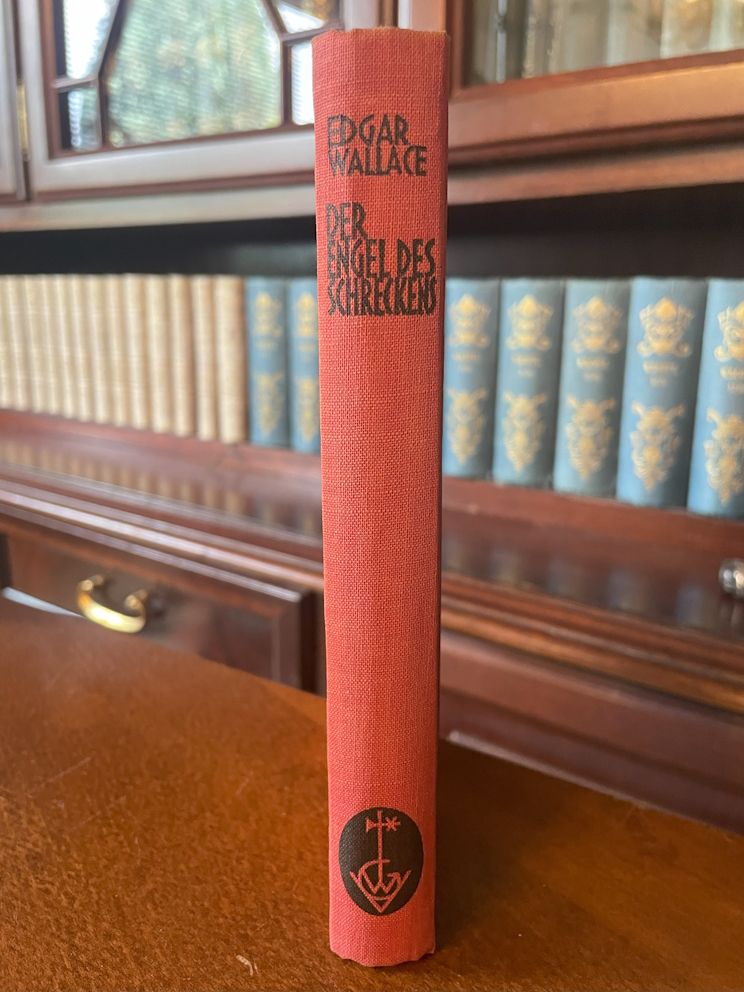 EDGAR
WALLACE
DER
ENGEL DES
SCHRECKENS